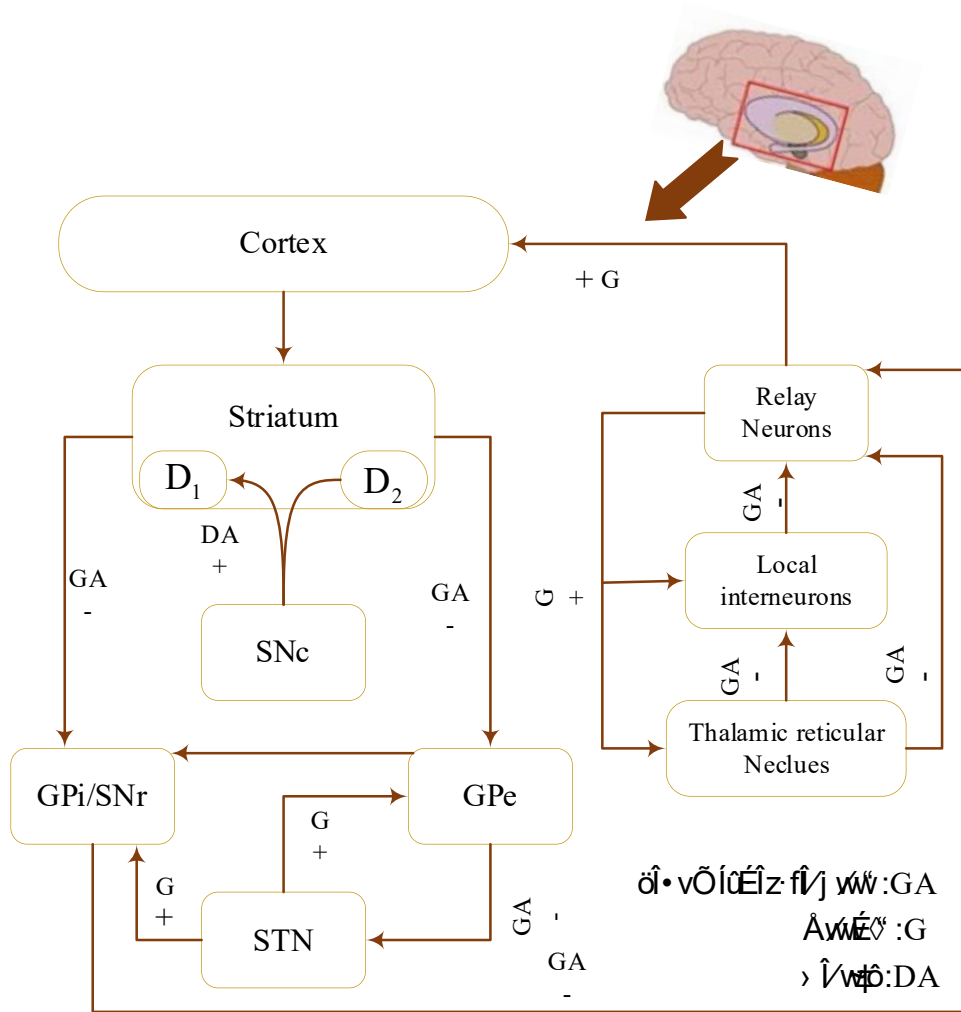 Cortex
+ G
Striatum
D1
D2
DA
+
GA
-
GA
-
SNc
GPi/SNr
GPe
G
+
G
+
STN
GA
-
GA
-
Relay
Neurons
GA
-
Local
interneurons
G
+
GA
-
GA
-
Thalamic reticular
Neclues
:GA
:G
:DA